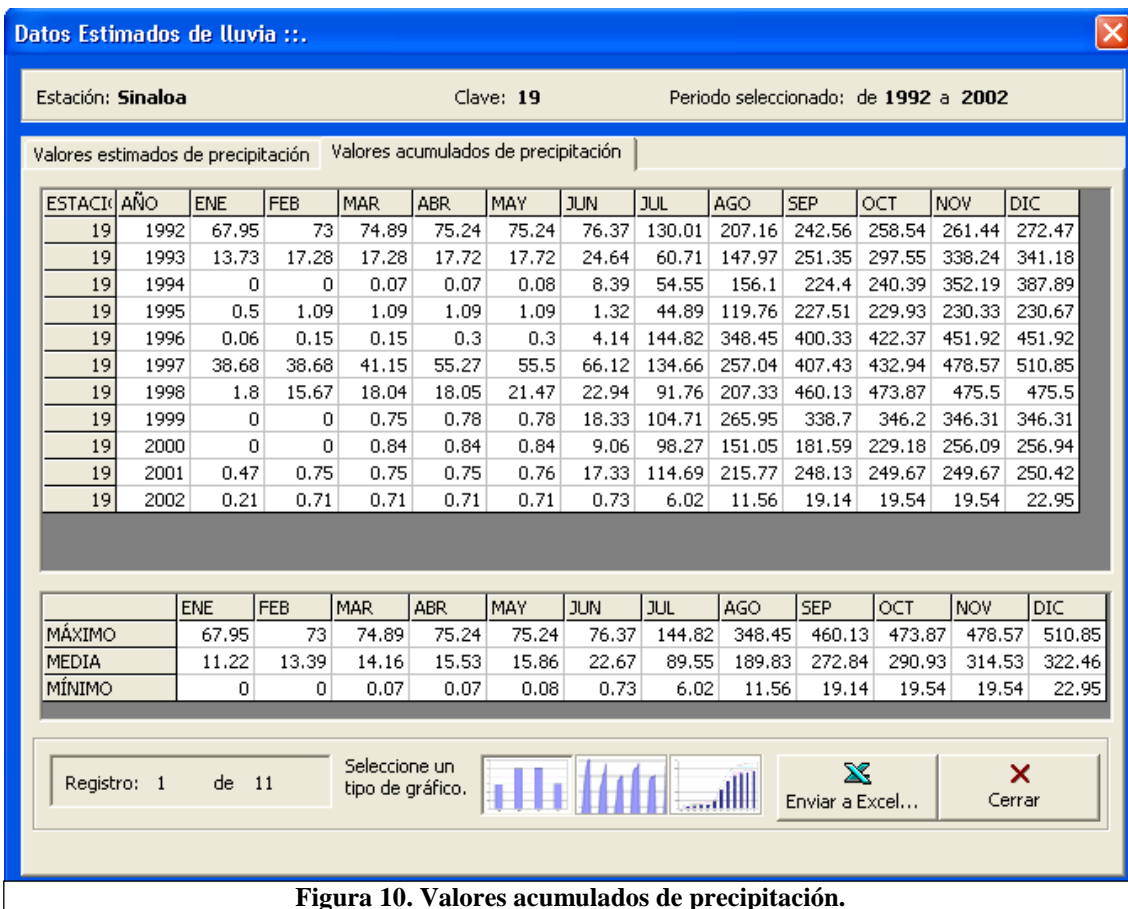 Datos Estimados de lluvia ::.
Estación: Sinaloa Clave: 19 Periodo seleccionado: de 1992 a 2002
Valores estimados de precipitación Valores acumulados de precipitación
ESTACI AÑO ENE FEB MAR ABR MAY JUN JUL AGO SEP OCT NOV DIC
19 1992 67.95 73 74.89 75.24 75.24 76.37 130.01 207.16 242.56 258.54 261.44 272.47
19 1993 13.73 17.28 17.28 17.72 17.72 24.64 60.71 147.97 251.35 297.55 338.24 341.18
19 1994 0 0 0.07 0.07 0.08 8.39 54.55 156.1 224.4 240.39 352.19 387.89
19 1995 0.5 1.09 1.09 1.09 1.09 1.32 44.89 119.76 227.51 229.93 230.33 230.67
19 1996 0.06 0.15 0.15 0.3 0.3 4.14 144.82 348.45 400.33 422.37 451.92 451.92
19 1997 38.68 38.68 41.15 55.27 55.5 66.12 134.66 257.04 407.43 432.94 478.57 510.85
19 1998 1.8 15.67 18.04 18.05 21.47 22.94 91.76 207.33 460.13 473.87 475.5 475.5
19 1999 0 0 0.75 0.78 0.78 18.33 104.71 265.95 338.7 346.2 346.31 346.31
19 2000 0 0 0.84 0.84 0.84 9.06 98.27 151.05 181.59 229.18 256.09 256.94
19 2001 0.47 0.75 0.75 0.75 0.76 17.33 114.69 215.77 248.13 249.67 249.67 250.42
19 2002 0.21 0.71 0.71 0.71 0.71 0.73 6.02 11.56 19.14 19.54 19.54 22.95
ENE FEB MAR ABR MAY JUN JUL AGO SEP OCT NOV DIC
MÁXIMO 67.95 73 74.89 75.24 75.24 76.37 144.82 348.45 460.13 473.87 478.57 510.85
MEDIA 11.22 13.39 14.16 15.53 15.86 22.67 89.55 189.83 272.84 290.93 314.53 322.46
MÍNIMO 0 0 0.07 0.07 0.08 0.73 6.02 11.56 19.14 19.54 19.54 22.95
Registro: 1 de 11
Seleccione un
tipo de gráfico.
Enviar a Excel...
Cerrar
Figura 10. Valores acumulados de precipitación.